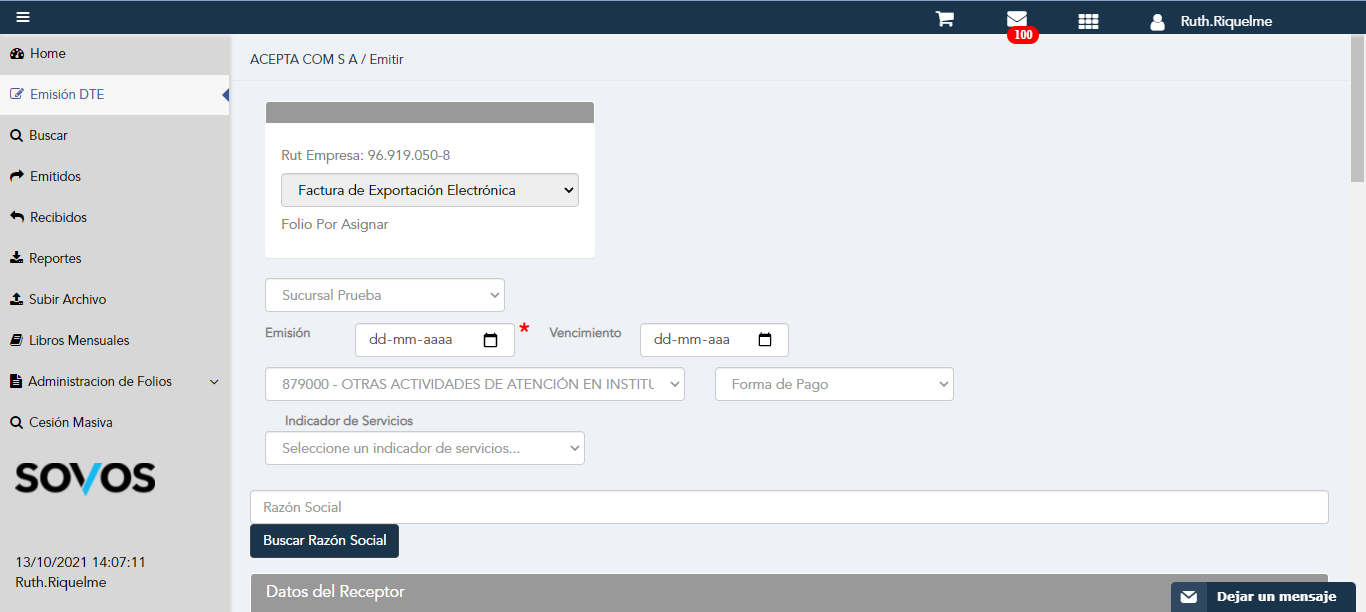 Ruth.Riquelme
100
Home
Emisión DTE
Buscar
Emitidos
Recibidos
Reportes
Subir Archivo
Libros Mensuales
Administracion de Folios
Cesión Masiva
sovos
13/10/2021 14:07:11
Ruth.Riquelme
ACEPTA COM S A / Emitir
Rut Empresa: 96.919.050-8
Factura de Exportación Electrónica
Folio Por Asignar
Sucursal Prueba
Emisión dd-mm-aaaa * Vencimiento dd-mm-aaa
879000 - OTRAS ACTIVIDADES DE ATENCIÓN EN INSTITU Forma de Pago
Indicador de Servicios
Seleccione un indicador de servicios...
Razón Social
Buscar Razón Social
Datos del Receptor
Dejar un mensaje